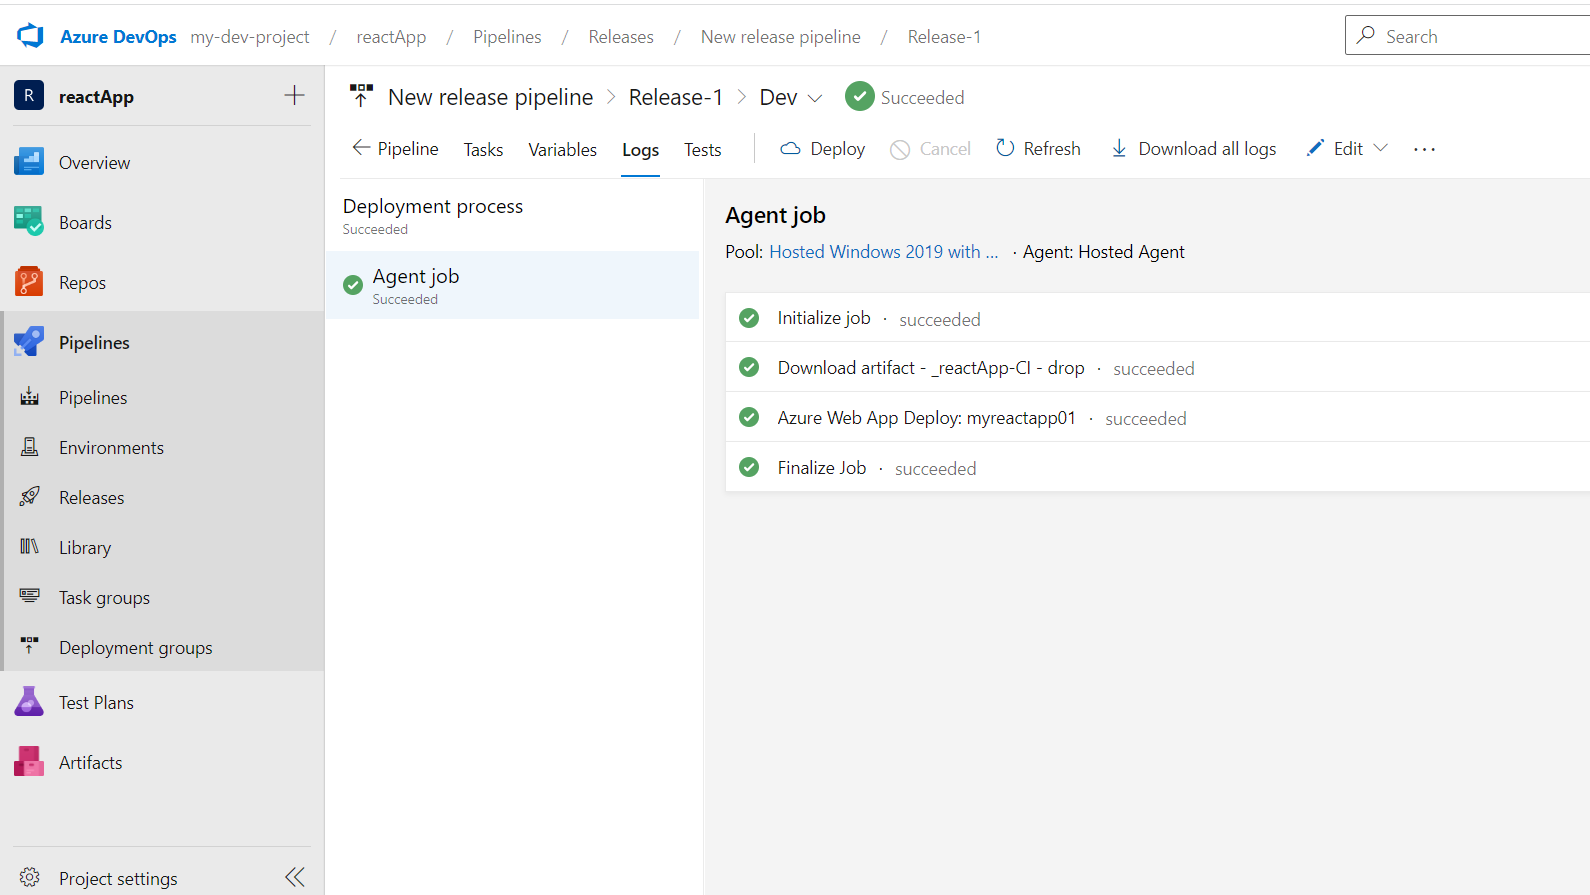 Azure DevOps my-dev-project / reactApp / Pipelines / Releases / New release pipeline / Release-1
Search
R reactApp
Overview
Boards
Repos
Pipelines
Pipelines
Environments
Releases
Library
Task groups
Deployment groups
Test Plans
Artifacts
Project settings
New release pipeline > Release-1 > Dev Succeeded
Pipeline Tasks Variables Logs Tests Deploy Cancel Refresh Download all logs Edit ...
Deployment process
Succeeded
Agent job
Succeeded
Agent job
Pool: Hosted Windows 2019 with ... · Agent: Hosted Agent
Initialize job · succeeded
Download artifact - _reactApp-CI - drop · succeeded
Azure Web App Deploy: myreactapp01 · succeeded
Finalize Job · succeeded